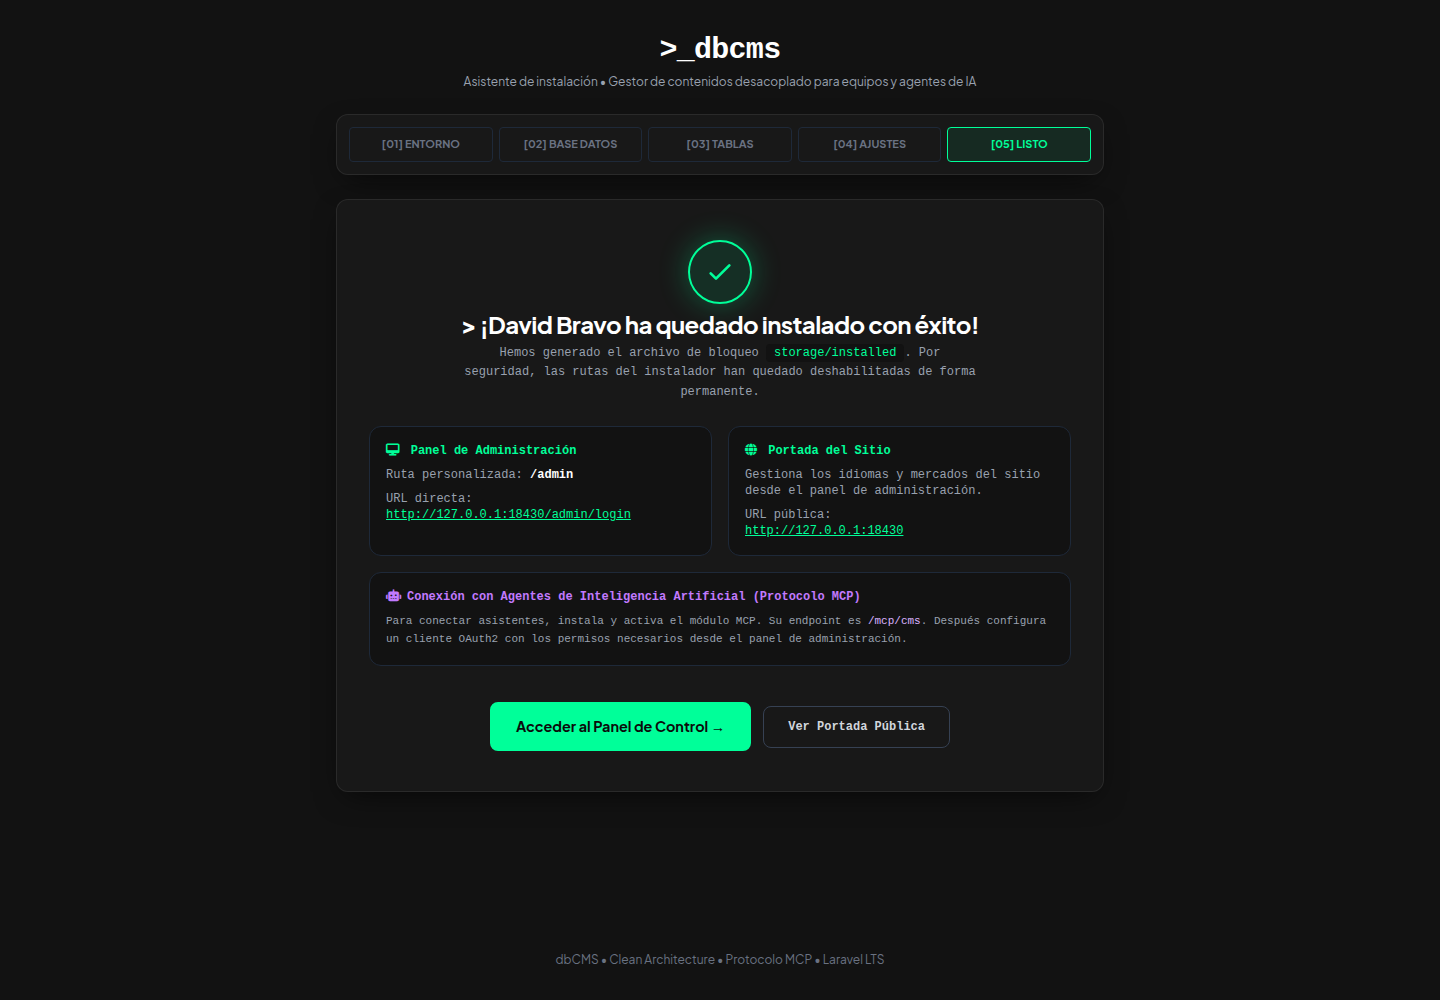 >_dbcms
Asistente de instalación • Gestor de contenidos desacoplado para equipos y agentes de IA
[01] ENTORNO
[02] BASE DATOS
[03] TABLAS
[04] AJUSTES
[05] LISTO
> ¡David Bravo ha quedado instalado con éxito!
Hemos generado el archivo de bloqueo storage/installed . Por
seguridad, las rutas del instalador han quedado deshabilitadas de forma
permanente.
Panel de Administración
Ruta personalizada: /admin
URL directa:
http://127.0.0.1:18430/admin/login
Portada del Sitio
Gestiona los idiomas y mercados del sitio
desde el panel de administración.
URL pública:
http://127.0.0.1:18430
Conexión con Agentes de Inteligencia Artificial (Protocolo MCP)
Para conectar asistentes, instala y activa el módulo MCP. Su endpoint es /mcp/cms. Después configura
un cliente OAuth2 con los permisos necesarios desde el panel de administración.
Acceder al Panel de Control →
Ver Portada Pública
dbCMS • Clean Architecture • Protocolo MCP • Laravel LTS